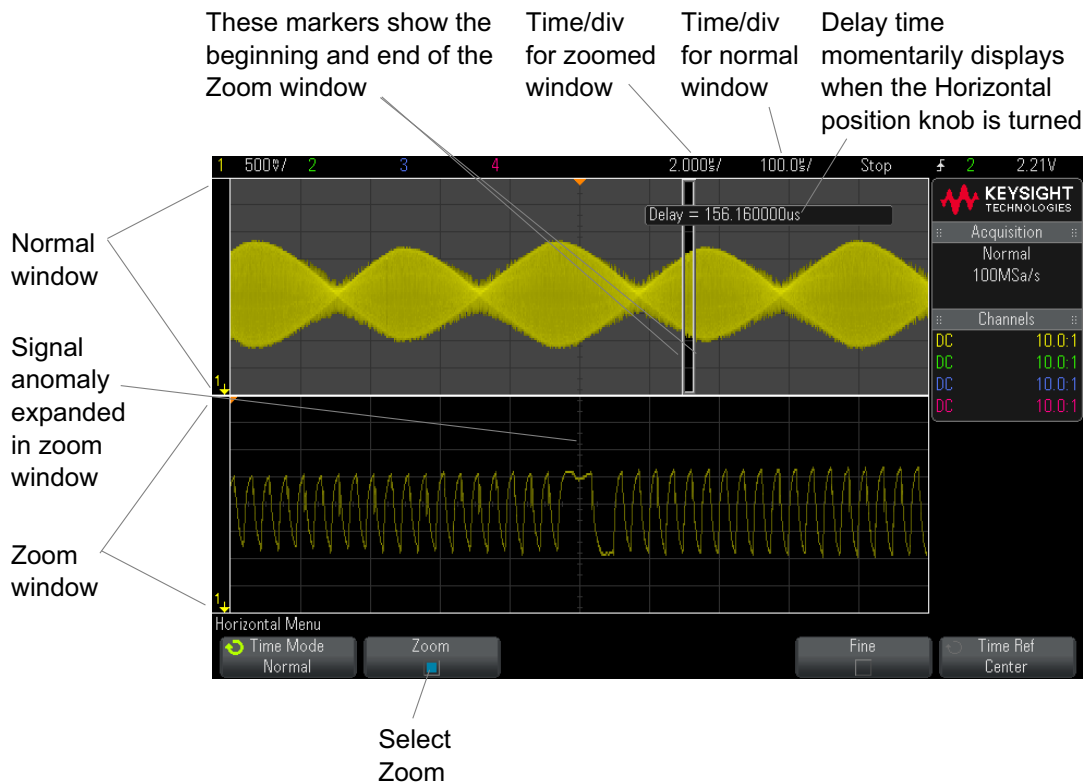 These markers show the
beginning and end of the
Zoom window
Time/div
for zoomed
window
Time/div
for normal
window
Delay time
momentarily displays
when the Horizontal
position knob is turned
1 500mV/ 2 3 4 2.000us/ 100.0us/ Stop 2 2.21V
Delay = 156.160000us
KEYSIGHT
TECHNOLOGIES
Acquisition
Normal
100MSa/s
Channels
DC 10.0:1
DC 10.0:1
DC 10.0:1
DC 10.0:1
Normal
window
1
Signal
anomaly
expanded
in zoom
window
Zoom
window
1
Horizontal Menu
Time Mode
Normal
Zoom
Fine
Time Ref
Center
Select
Zoom